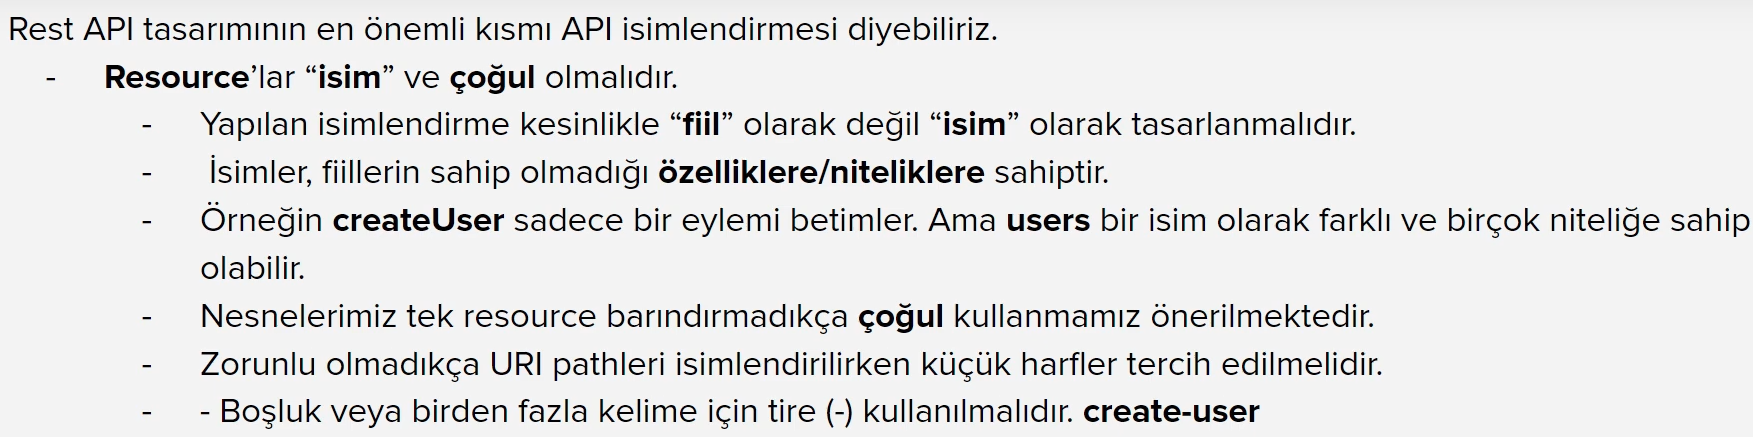 Rest API tasarımının en önemli kısmı API isimlendirmesi diyebiliriz.
- Resource’lar “isim” ve çoğul olmalıdır.
- Yapılan isimlendirme kesinlikle “fiil” olarak değil “isim” olarak tasarlanmalıdır.
- İsimler, fiillerin sahip olmadığı özelliklere/niteliklere sahiptir.
- Örneğin createUser sadece bir eylemi betimler. Ama users bir isim olarak farklı ve birçok niteliğe sahip
olabilir.
- Nesnelerimiz tek resource barındırmadıkça çoğul kullanmamız önerilmektedir.
- Zorunlu olmadıkça URI pathleri isimlendirilirken küçük harfler tercih edilmelidir.
- - Boşluk veya birden fazla kelime için tire (-) kullanılmalıdır. create-user